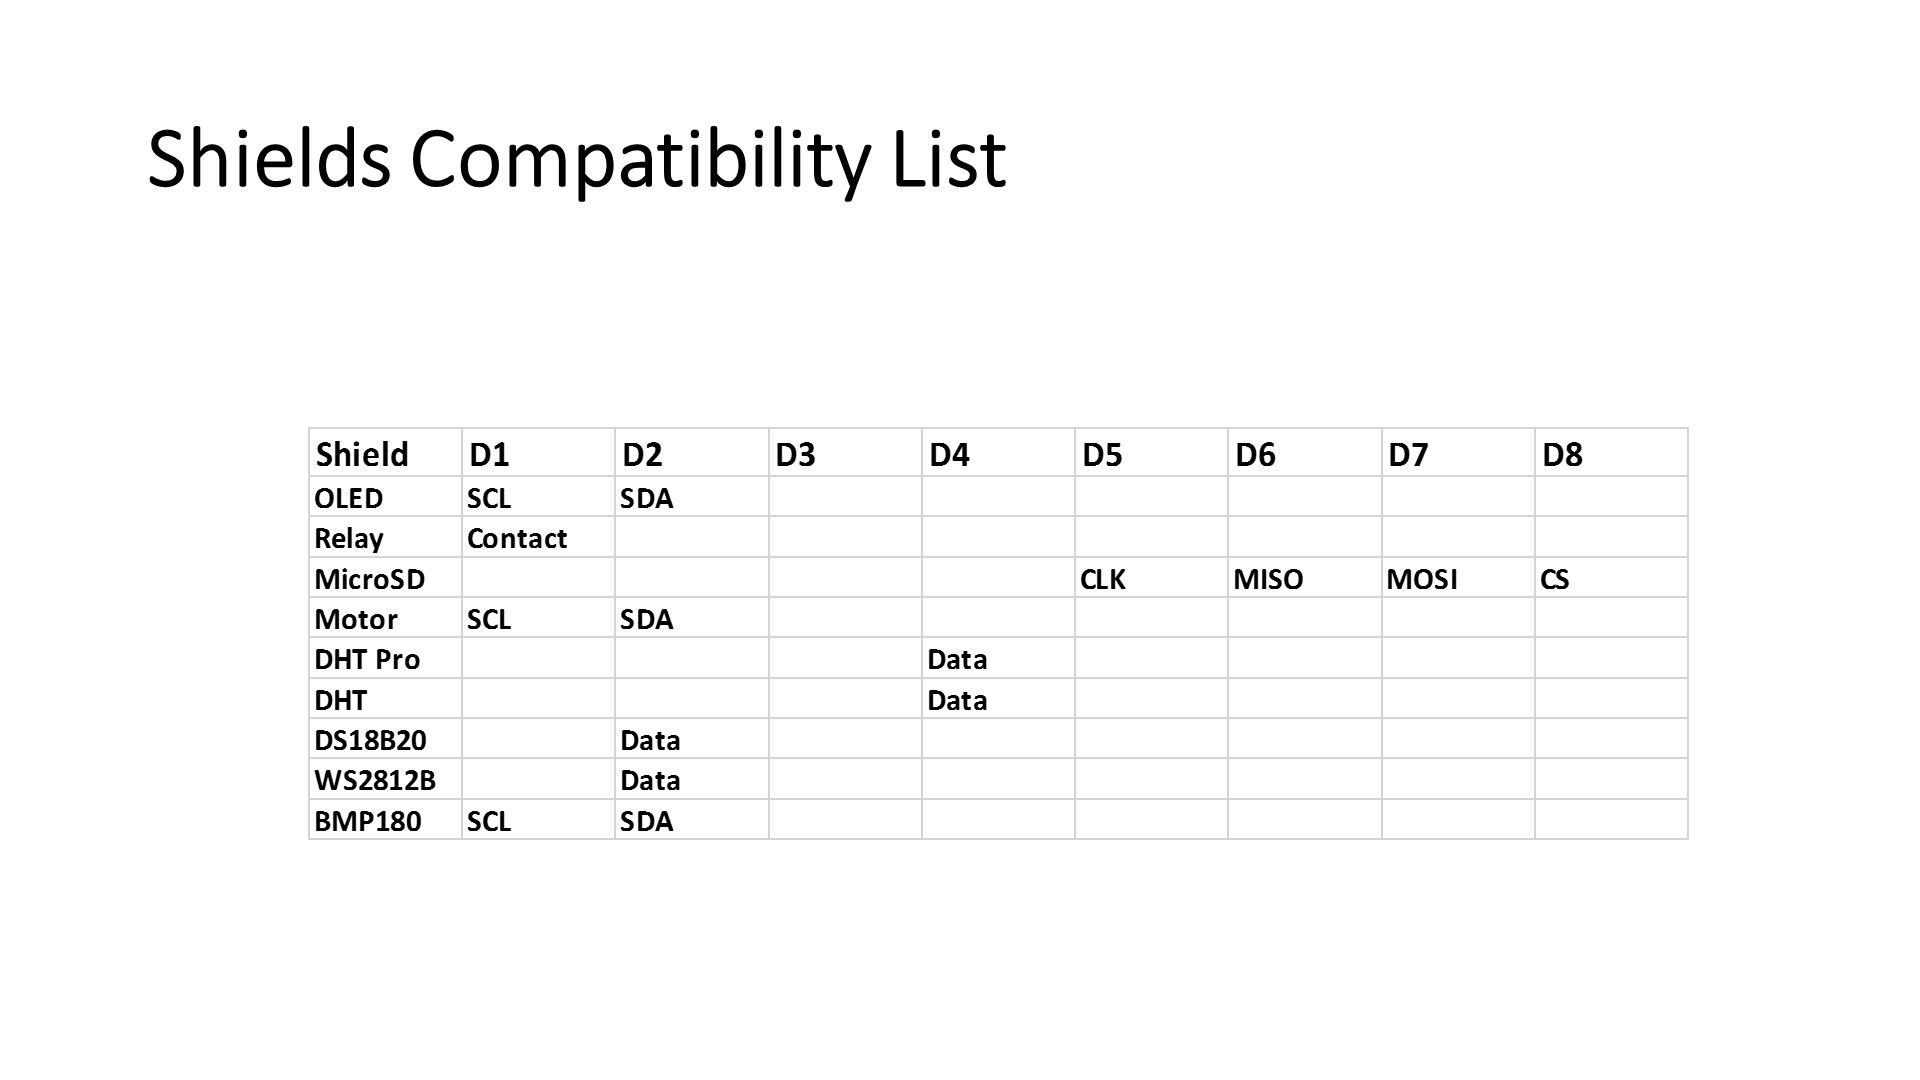 Shields Compatibility List
Shield D1 D2 D3 D4 D5 D6 D7 D8
OLED SCL SDA
Relay Contact
MicroSD CLK MISO MOSI CS
Motor SCL SDA
DHT Pro Data
DHT Data
DS18B20 Data
WS2812B Data
BMP180 SCL SDA